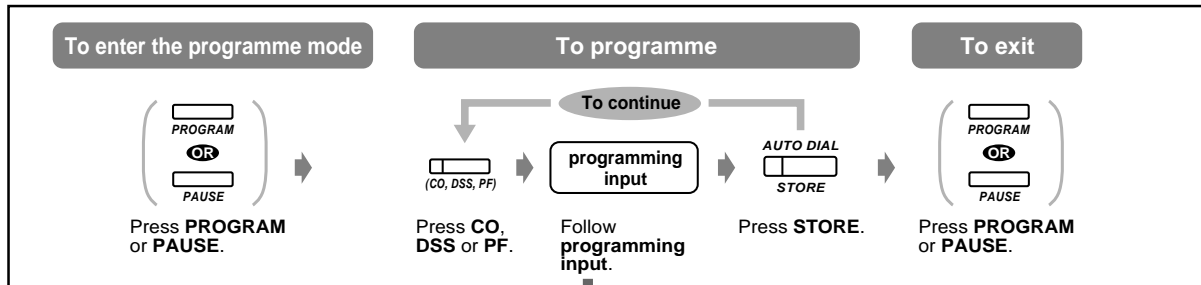 To enter the programme mode
To programme
To exit
To continue
PROGRAM
OR
PAUSE
(CO, DSS, PF)
programming
input
AUTO DIAL
STORE
PROGRAM
OR
PAUSE
Press PROGRAM
or PAUSE.
Press CO,
DSS or PF.
Follow
programming
input.
Press STORE.
Press PROGRAM
or PAUSE.